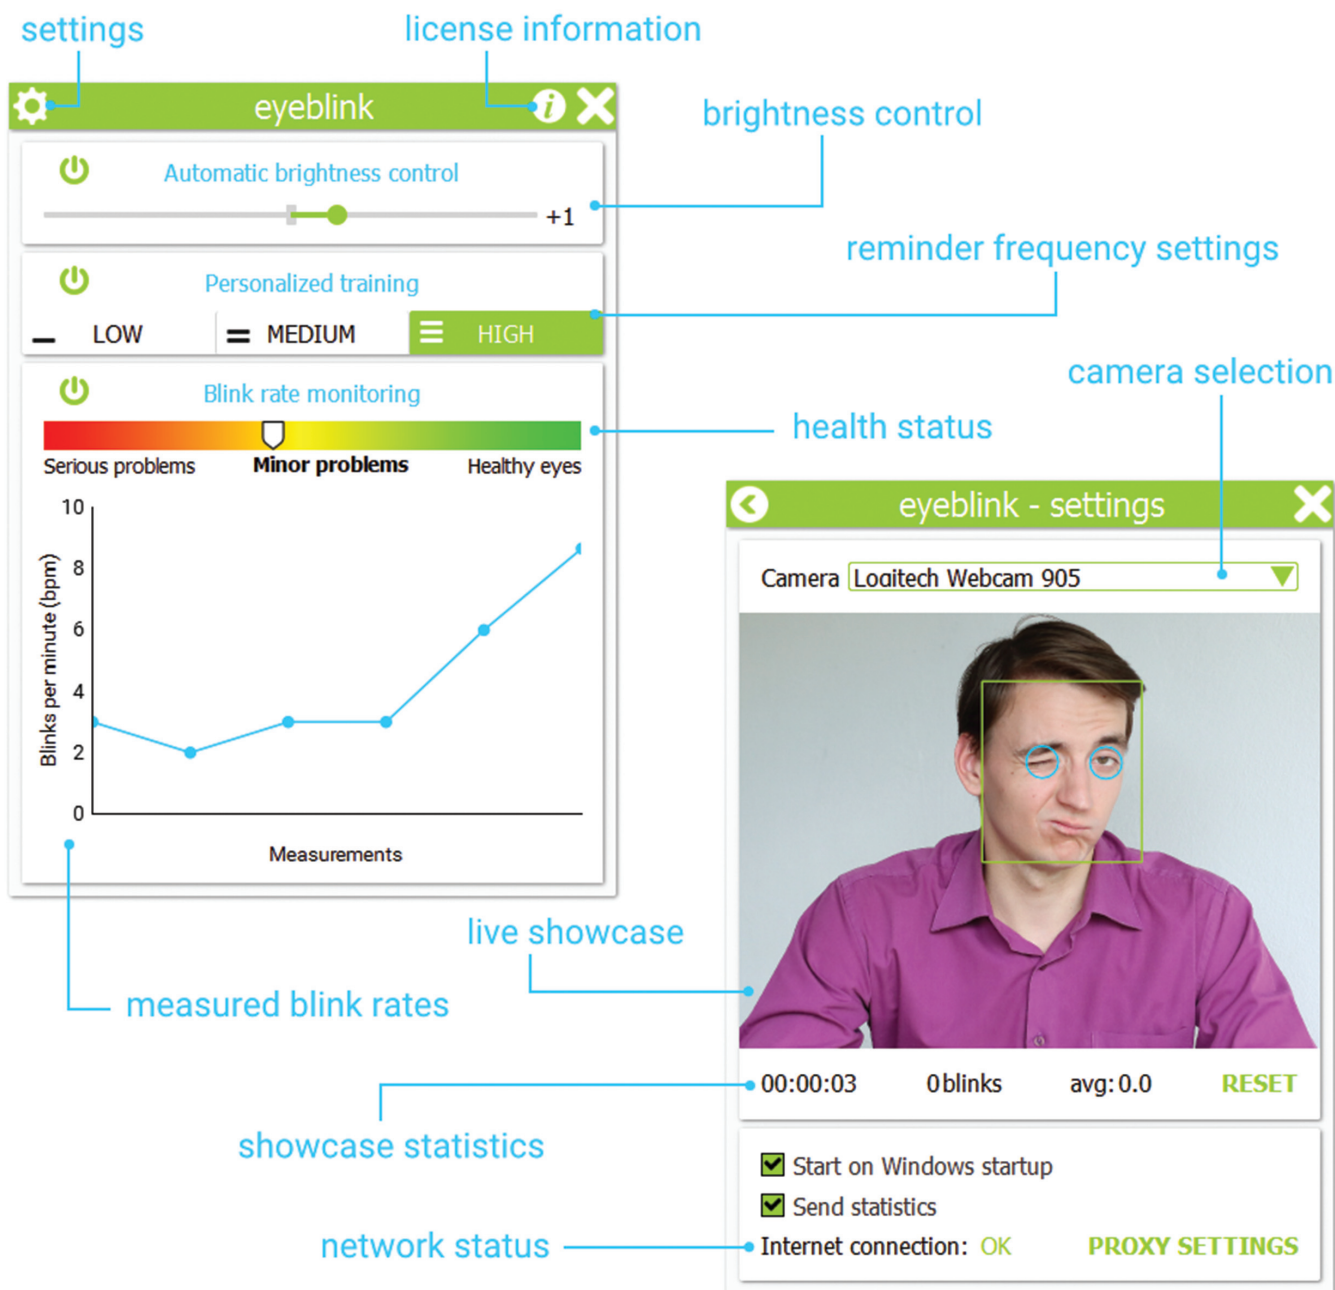 settings
license information
eyeblink
i
brightness control
Automatic brightness control
+1
reminder frequency settings
Personalized training
LOW
MEDIUM
HIGH
camera selection
Blink rate monitoring
health status
Serious problems
Minor problems
Healthy eyes
10
8
6
4
2
0
Blinks per minute (bpm)
Measurements
measured blink rates
eyeblink - settings
Camera
Logitech Webcam 905
live showcase
00:00:03
0 blinks
avg: 0.0
RESET
showcase statistics
Start on Windows startup
Send statistics
network status
Internet connection: OK
PROXY SETTINGS